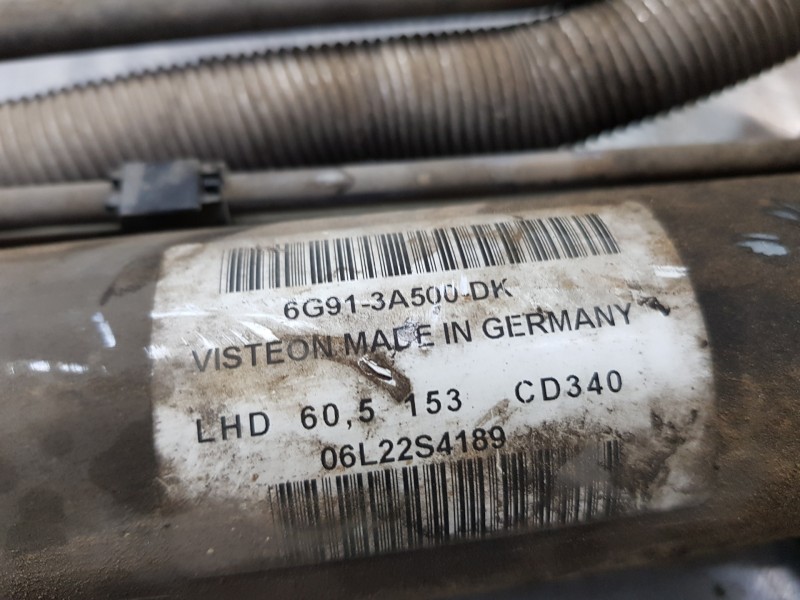 6G91-3A500-DK
VISTEON MADE IN GERMANY
LHD 60,5 153 CD340
06L22S4189